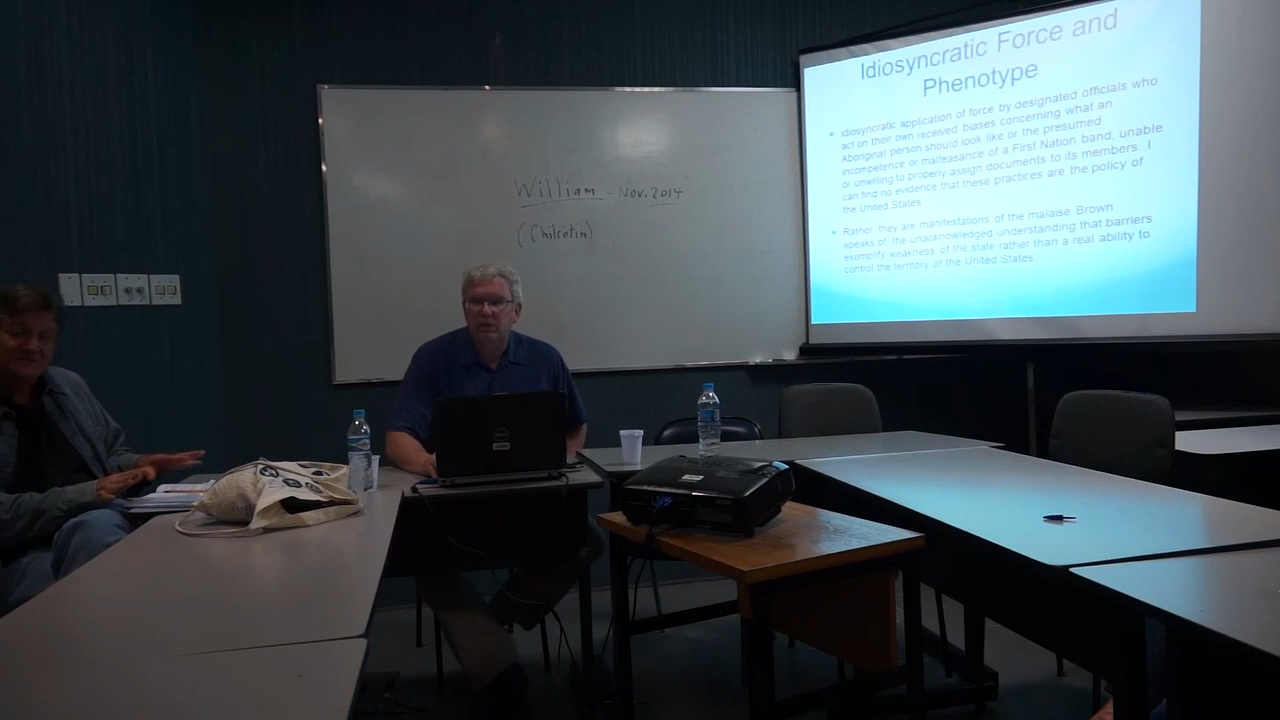 William - Nov. 2014
(Chilcotin)
Idiosyncratic Force and
Phenotype
• idiosyncratic application of force by designated officials who
act on their own received biases concerning what an
Aboriginal person should look like or the presumed
incompetence or malfeasance of a First Nation band, unable
or unwilling to properly assign documents to its members. I
can find no evidence that these practices are the policy of
the United States
• Rather, they are manifestations of the malaise Brown
speaks of the unacknowledged understanding that barriers
exemplify weakness of the state rather than a real ability to
control the territory of the United States